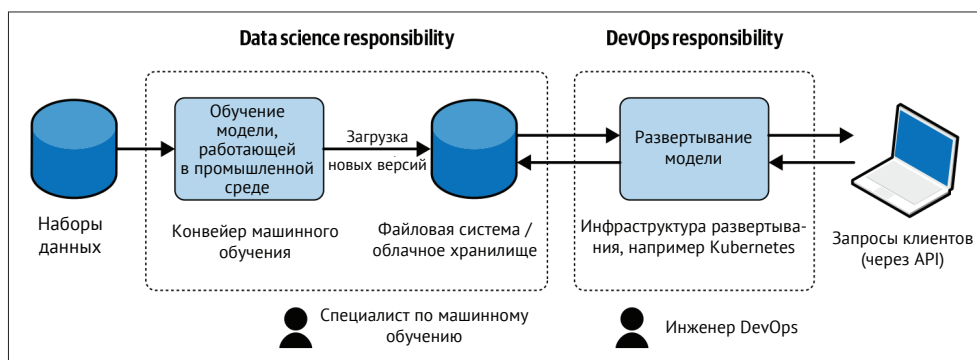 Data science responsibility
DevOps responsibility
Обучение
модели,
работающей
в промышленной
среде
Загрузка
новых версий
Развертывание
модели
Наборы
данных
Конвейер машинного
обучения
Файловая система /
облачное хранилище
Инфраструктура развертыва-
ния, например Kubernetes
Запросы клиентов
(через API)
Специалист по машинному
обучению
Инженер DevOps